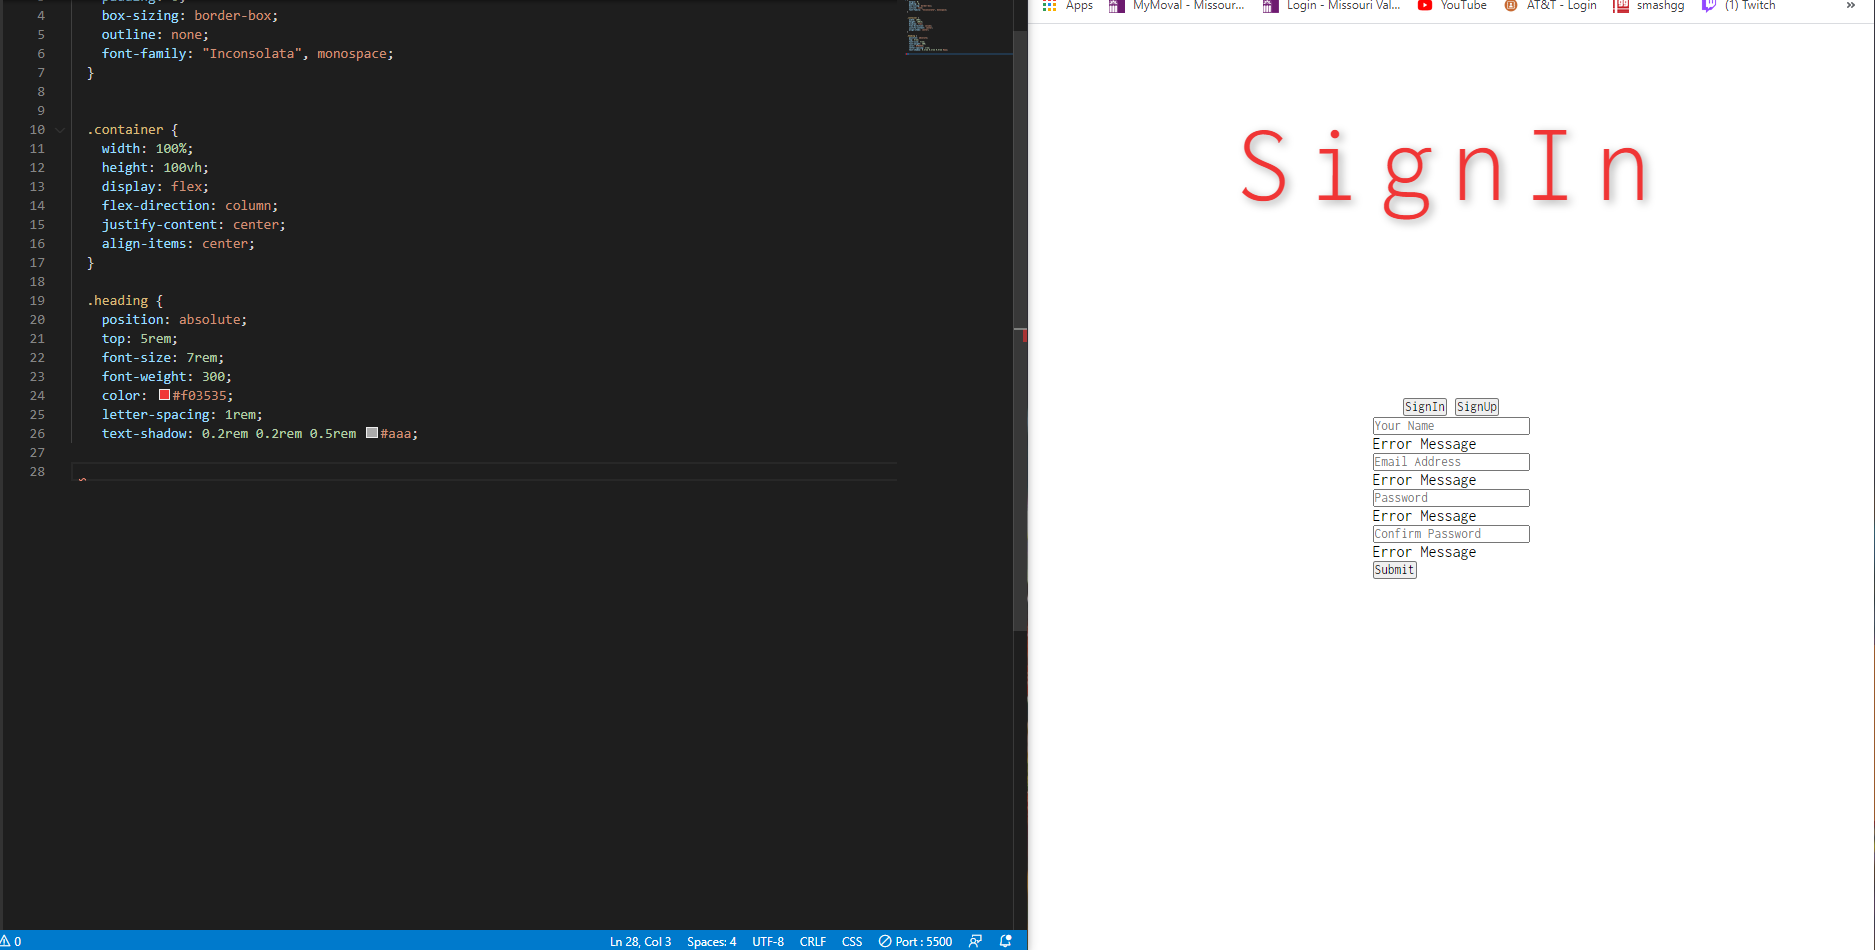 4 box-sizing: border-box;
5 outline: none;
6 font-family: "Inconsolata", monospace;
7 }
8
9
10 .container {
11 width: 100%;
12 height: 100vh;
13 display: flex;
14 flex-direction: column;
15 justify-content: center;
16 align-items: center;
17 }
18
19 .heading {
20 position: absolute;
21 top: 5rem;
22 font-size: 7rem;
23 font-weight: 300;
24 color: #f03535;
25 letter-spacing: 1rem;
26 text-shadow: 0.2rem 0.2rem 0.5rem #aaa;
27
28
0 Ln 28, Col 3 Spaces: 4 UTF-8 CRLF CSS Port : 5500
Apps MyMoval - Missour... Login - Missouri Val... YouTube AT&T - Login smashgg (1) Twitch »
SignIn
SignIn SignUp
Your Name
Error Message
Email Address
Error Message
Password
Error Message
Confirm Password
Error Message
Submit